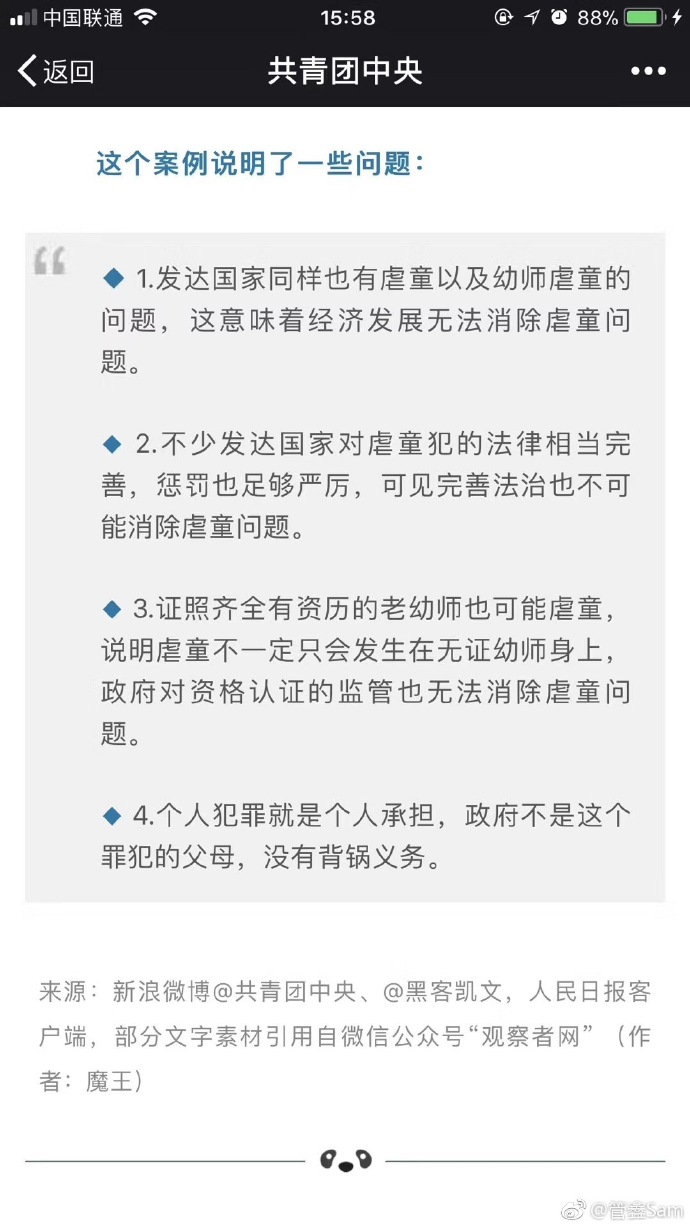 中国联通 15:58 88%
返回 共青团中央
这个案例说明了一些问题：
1.发达国家同样也有虐童以及幼师虐童的
问题，这意味着经济发展无法消除虐童问
题。
2.不少发达国家对虐童犯的法律相当完
善，惩罚也足够严厉，可见完善法治也不可
能消除虐童问题。
3.证照齐全有资历的老幼师也可能虐童，
说明虐童不一定只会发生在无证幼师身上，
政府对资格认证的监管也无法消除虐童问
题。
4.个人犯罪就是个人承担，政府不是这个
罪犯的父母，没有背锅义务。
来源：新浪微博@共青团中央、@黑客凯文，人民日报客
户端，部分文字素材引用自微信公众号“观察者网”（作
者：魔王）
@管鑫Sam